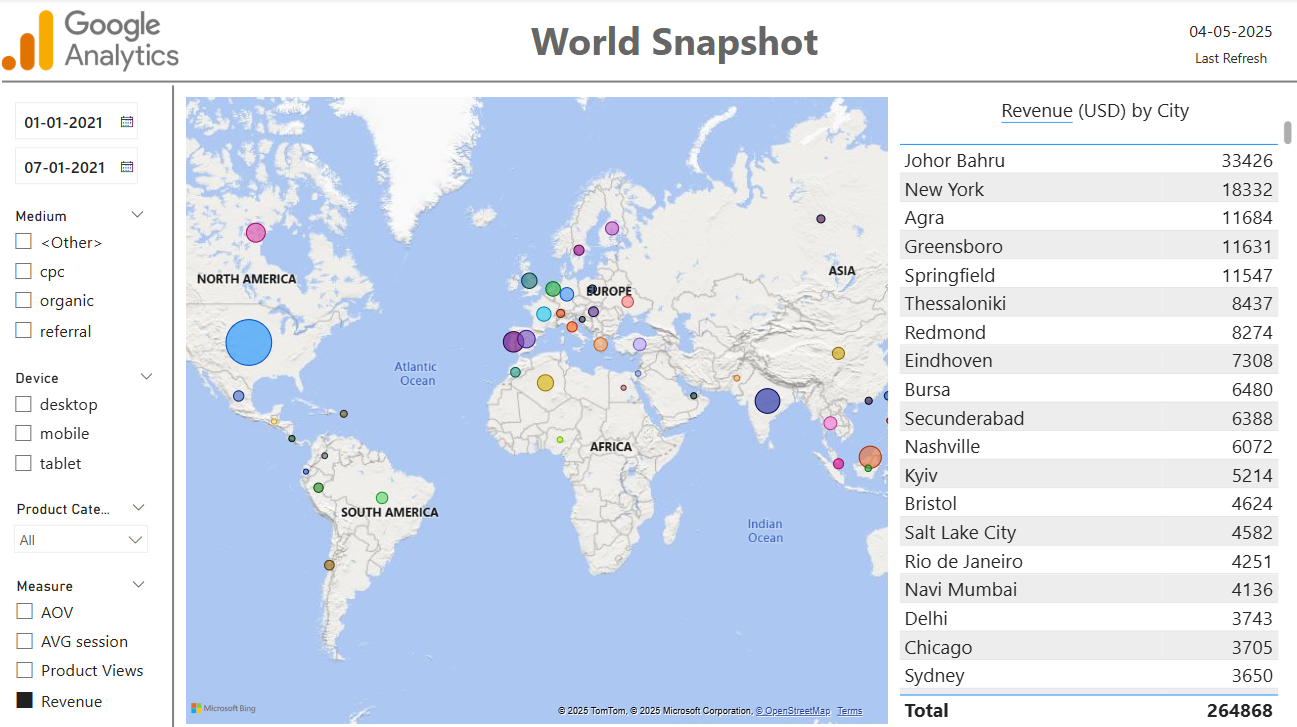 Google
Analytics
World Snapshot
04-05-2025
Last Refresh
01-01-2021
07-01-2021
Medium
<Other>
cpc
organic
referral
Device
desktop
mobile
tablet
Product Cate...
All
Measure
AOV
AVG session
Product Views
Revenue
NORTH AMERICA
EUROPE
ASIA
Atlantic
Ocean
AFRICA
SOUTH AMERICA
Indian
Ocean
Microsoft Bing
© 2025 TomTom, © 2025 Microsoft Corporation, © OpenStreetMap Terms
Revenue (USD) by City
Johor Bahru 33426
New York 18332
Agra 11684
Greensboro 11631
Springfield 11547
Thessaloniki 8437
Redmond 8274
Eindhoven 7308
Bursa 6480
Secunderabad 6388
Nashville 6072
Kyiv 5214
Bristol 4624
Salt Lake City 4582
Rio de Janeiro 4251
Navi Mumbai 4136
Delhi 3743
Chicago 3705
Sydney 3650
Total 264868